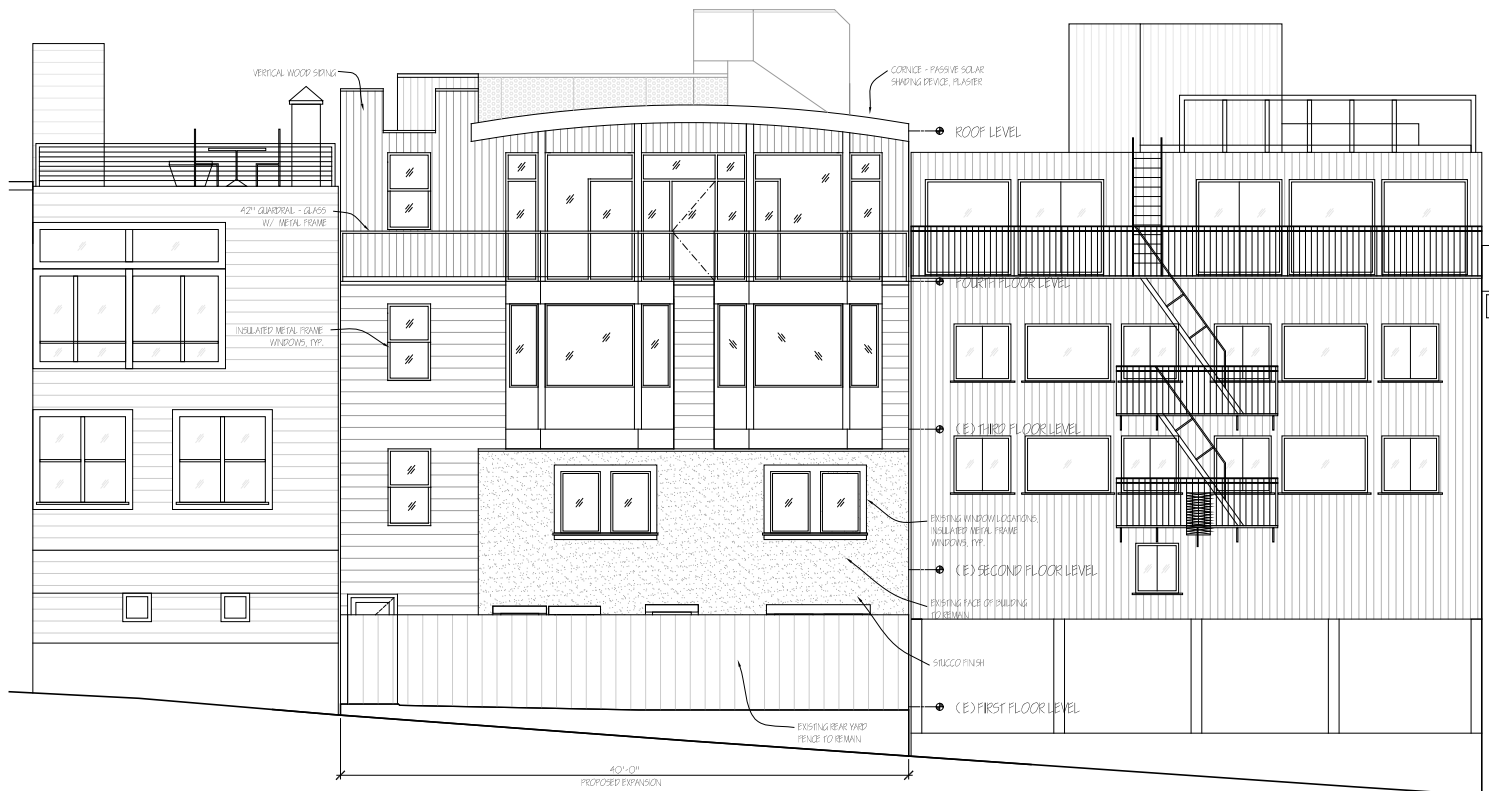 VERTICAL WOOD SIDING
CORNICE - PASSIVE SOLAR
SHADING DEVICE, PLASTER
ROOF LEVEL
42" GUARDRAIL - GLASS
W/ METAL FRAME
FOURTH FLOOR LEVEL
INSULATED METAL FRAME
WINDOWS, TYP.
(E) THIRD FLOOR LEVEL
EXISTING WINDOW LOCATIONS,
INSULATED METAL FRAME
WINDOWS, TYP.
(E) SECOND FLOOR LEVEL
EXISTING FACE OF BUILDING
TO REMAIN
STUCCO FINISH
(E) FIRST FLOOR LEVEL
EXISTING REAR YARD
FENCE TO REMAIN
40'-0"
PROPOSED EXPANSION